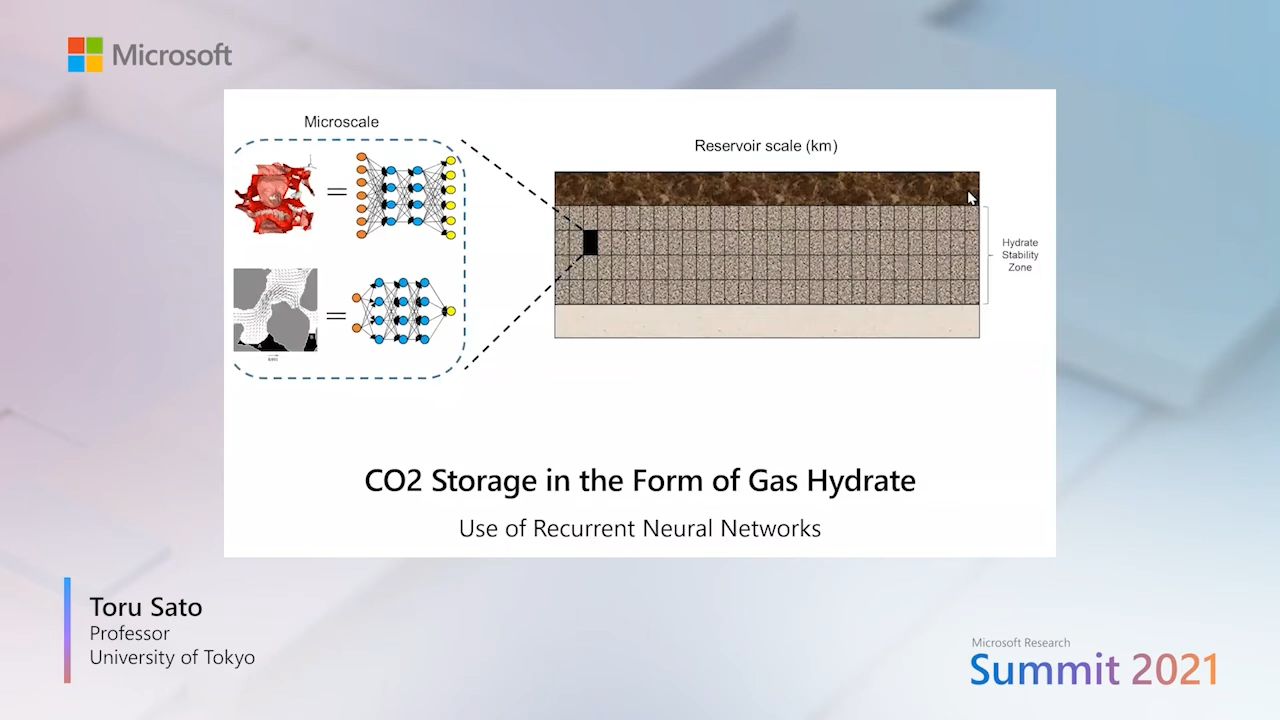 Microsoft
Microscale
Reservoir scale (km)
Hydrate
Stability
Zone
CO2 Storage in the Form of Gas Hydrate
Use of Recurrent Neural Networks
Toru Sato
Professor
University of Tokyo
Microsoft Research
Summit 2021